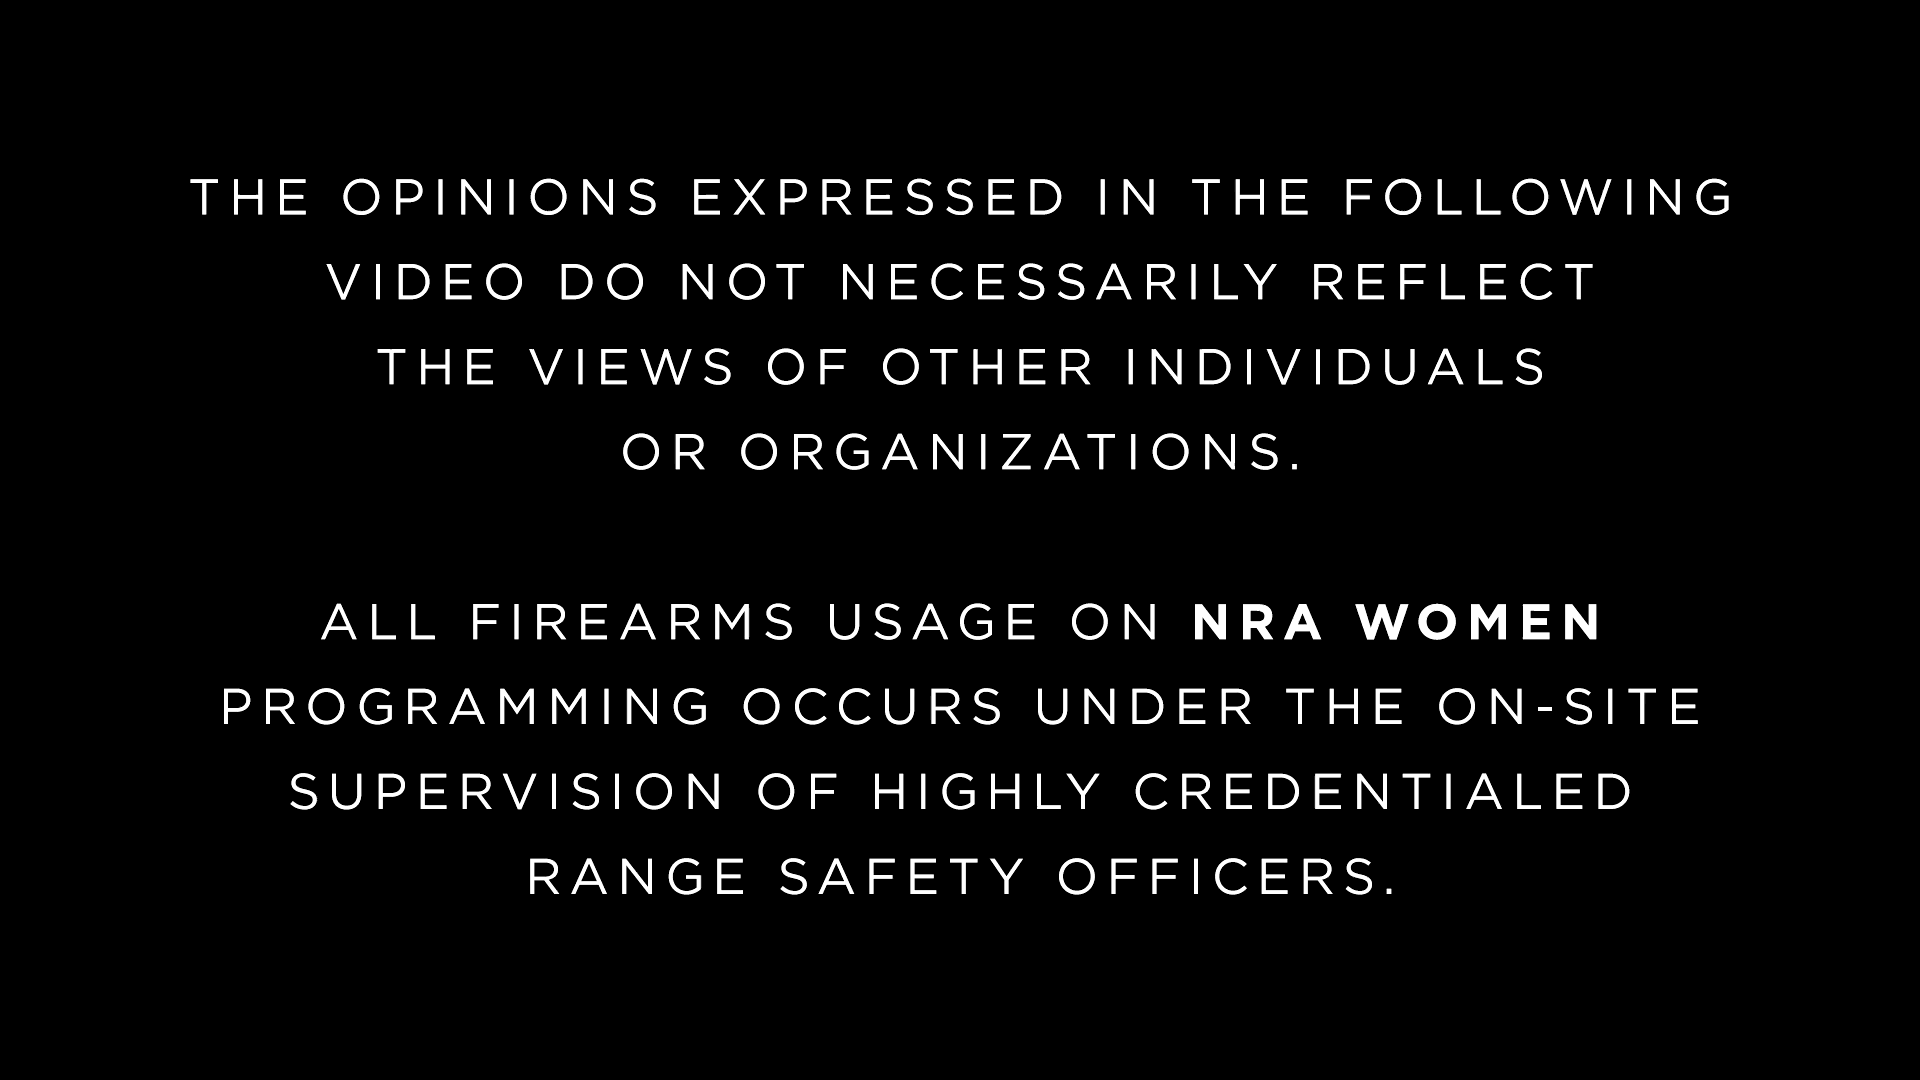 THE OPINIONS EXPRESSED IN THE FOLLOWING
VIDEO DO NOT NECESSARILY REFLECT
THE VIEWS OF OTHER INDIVIDUALS
OR ORGANIZATIONS.
ALL FIREARMS USAGE ON NRA WOMEN
PROGRAMMING OCCURS UNDER THE ON-SITE
SUPERVISION OF HIGHLY CREDENTIALED
RANGE SAFETY OFFICERS.